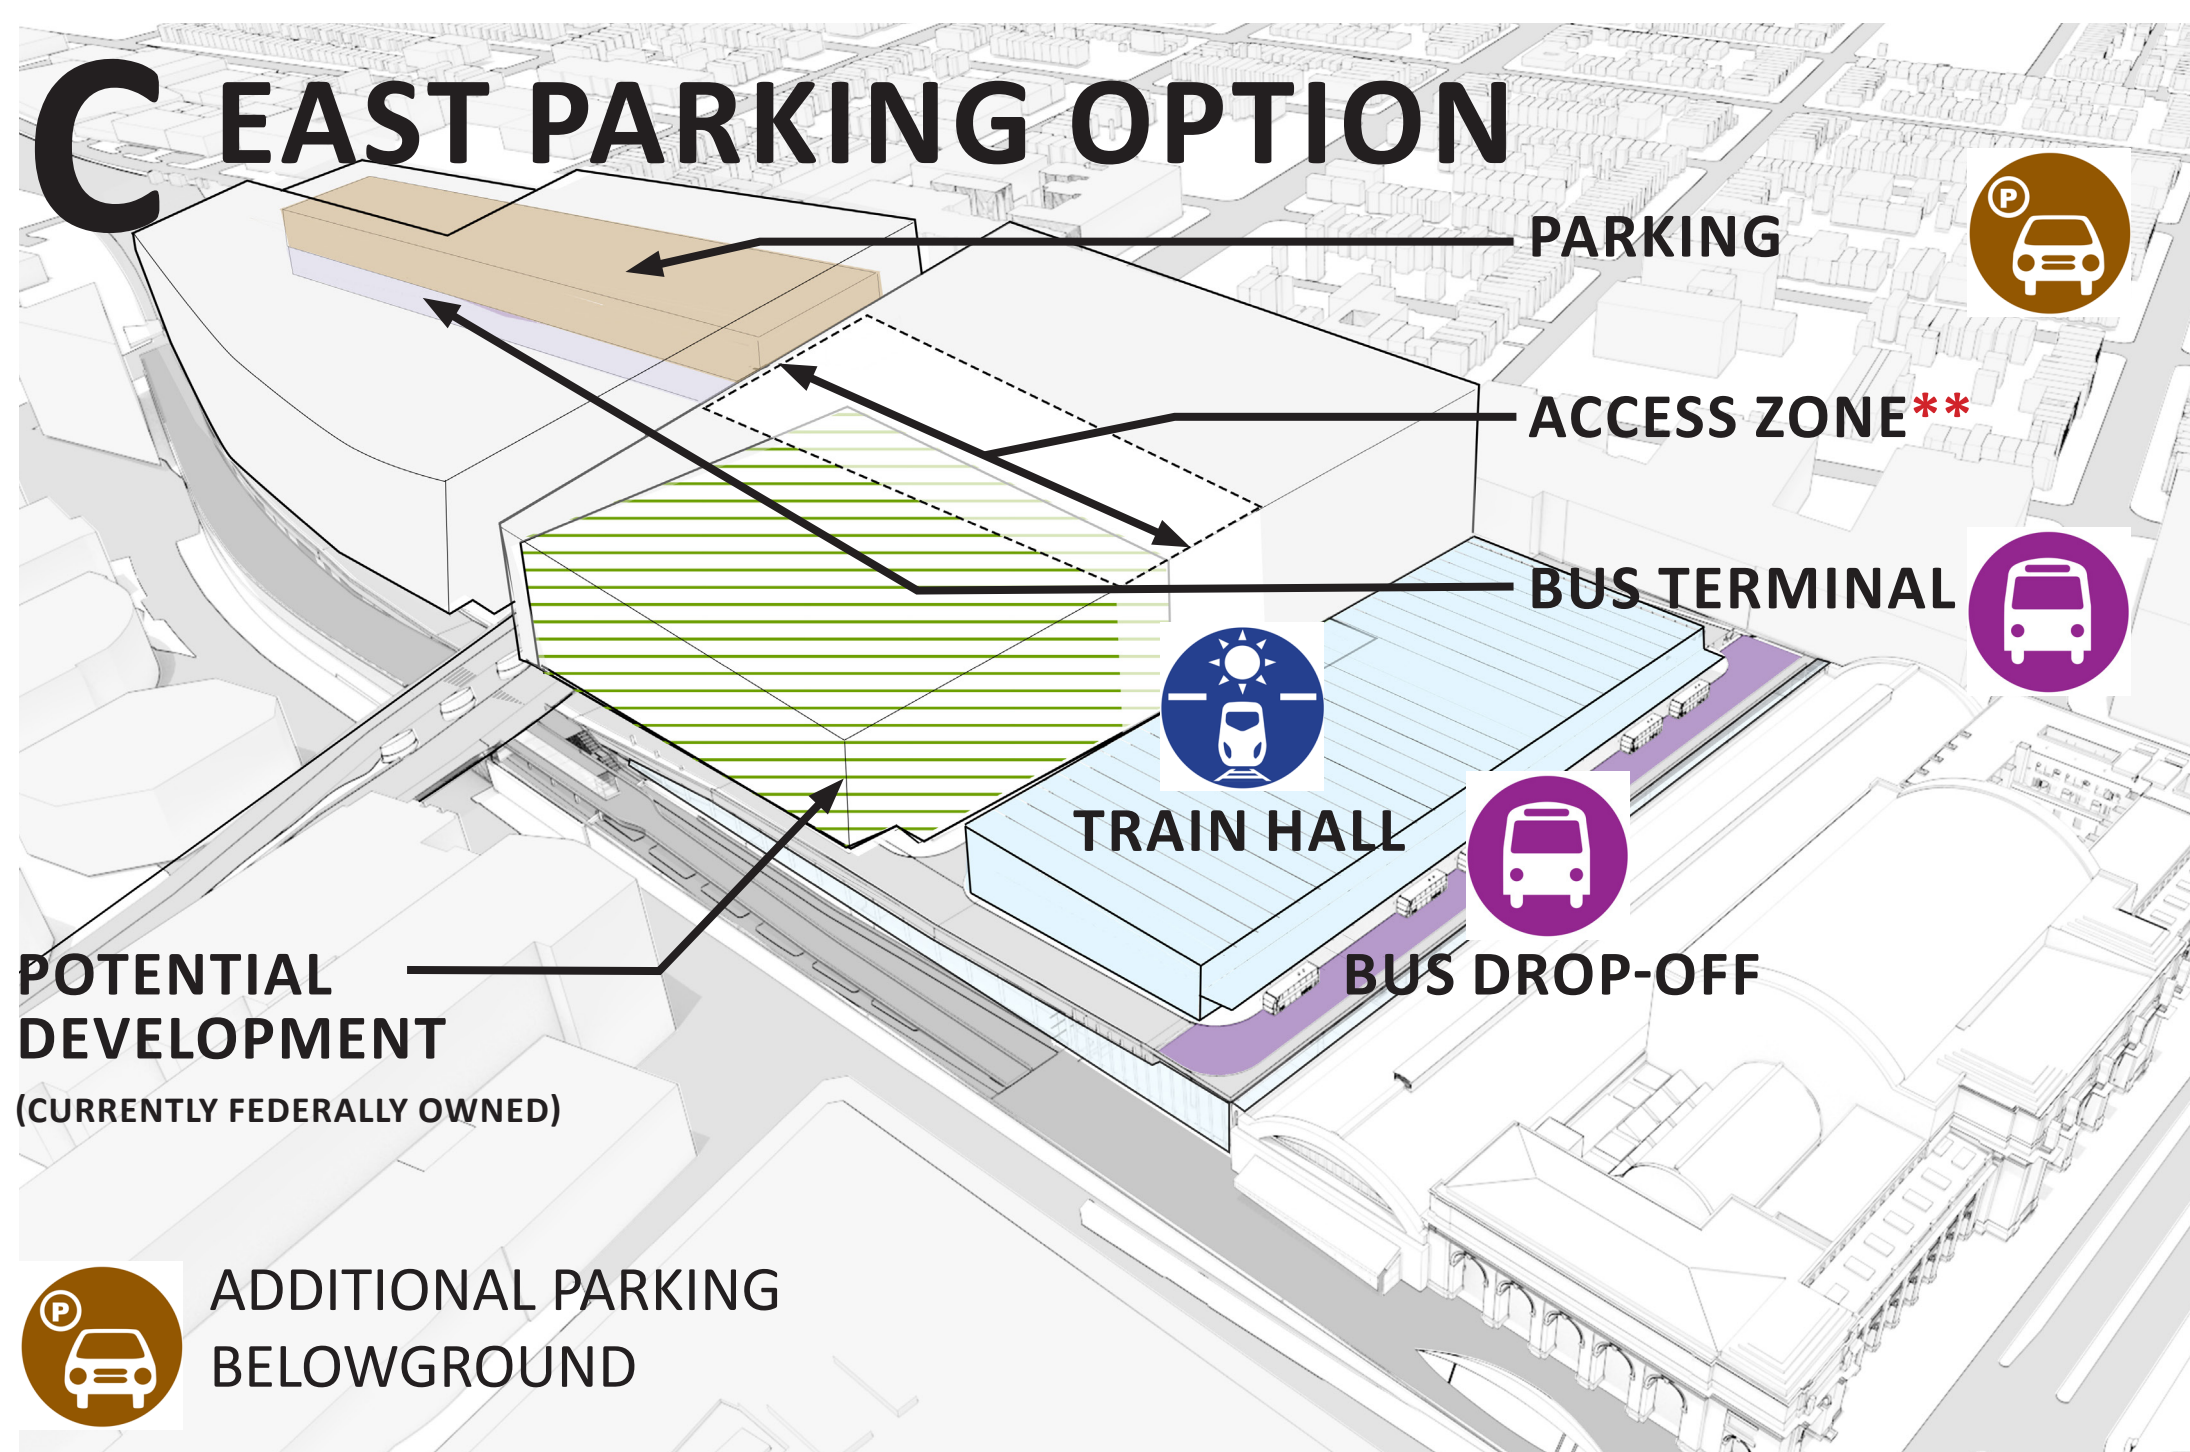 C EAST PARKING OPTION
P
PARKING
ACCESS ZONE**
BUS TERMINAL
TRAIN HALL
BUS DROP-OFF
POTENTIAL
DEVELOPMENT
(CURRENTLY FEDERALLY OWNED)
P
ADDITIONAL PARKING
BELOWGROUND